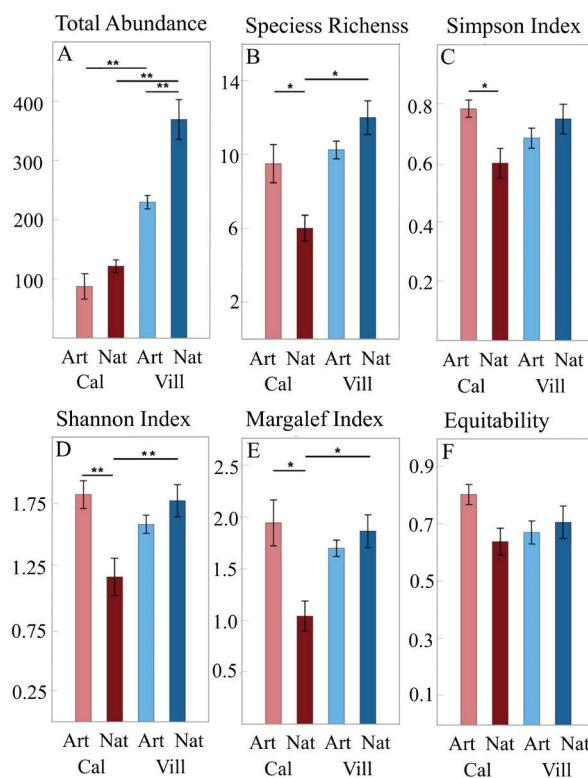 Total Abundance
Speciess Richenss
Simpson Index
A
B
C
**
**
**
*
*
*
400
300
200
100
14
10
6
2
0.8
0.6
0.4
0.2
Art Nat Art Nat
Cal Vill
Art Nat Art Nat
Cal Vill
Art Nat Art Nat
Cal Vill
Shannon Index
Margalef Index
Equitability
D
E
F
**
**
*
*
1.75
1.25
0.75
0.25
2.5
2.0
1.5
1.0
0.5
0.9
0.7
0.5
0.3
0.1
Art Nat Art Nat
Cal Vill
Art Nat Art Nat
Cal Vill
Art Nat Art Nat
Cal Vill